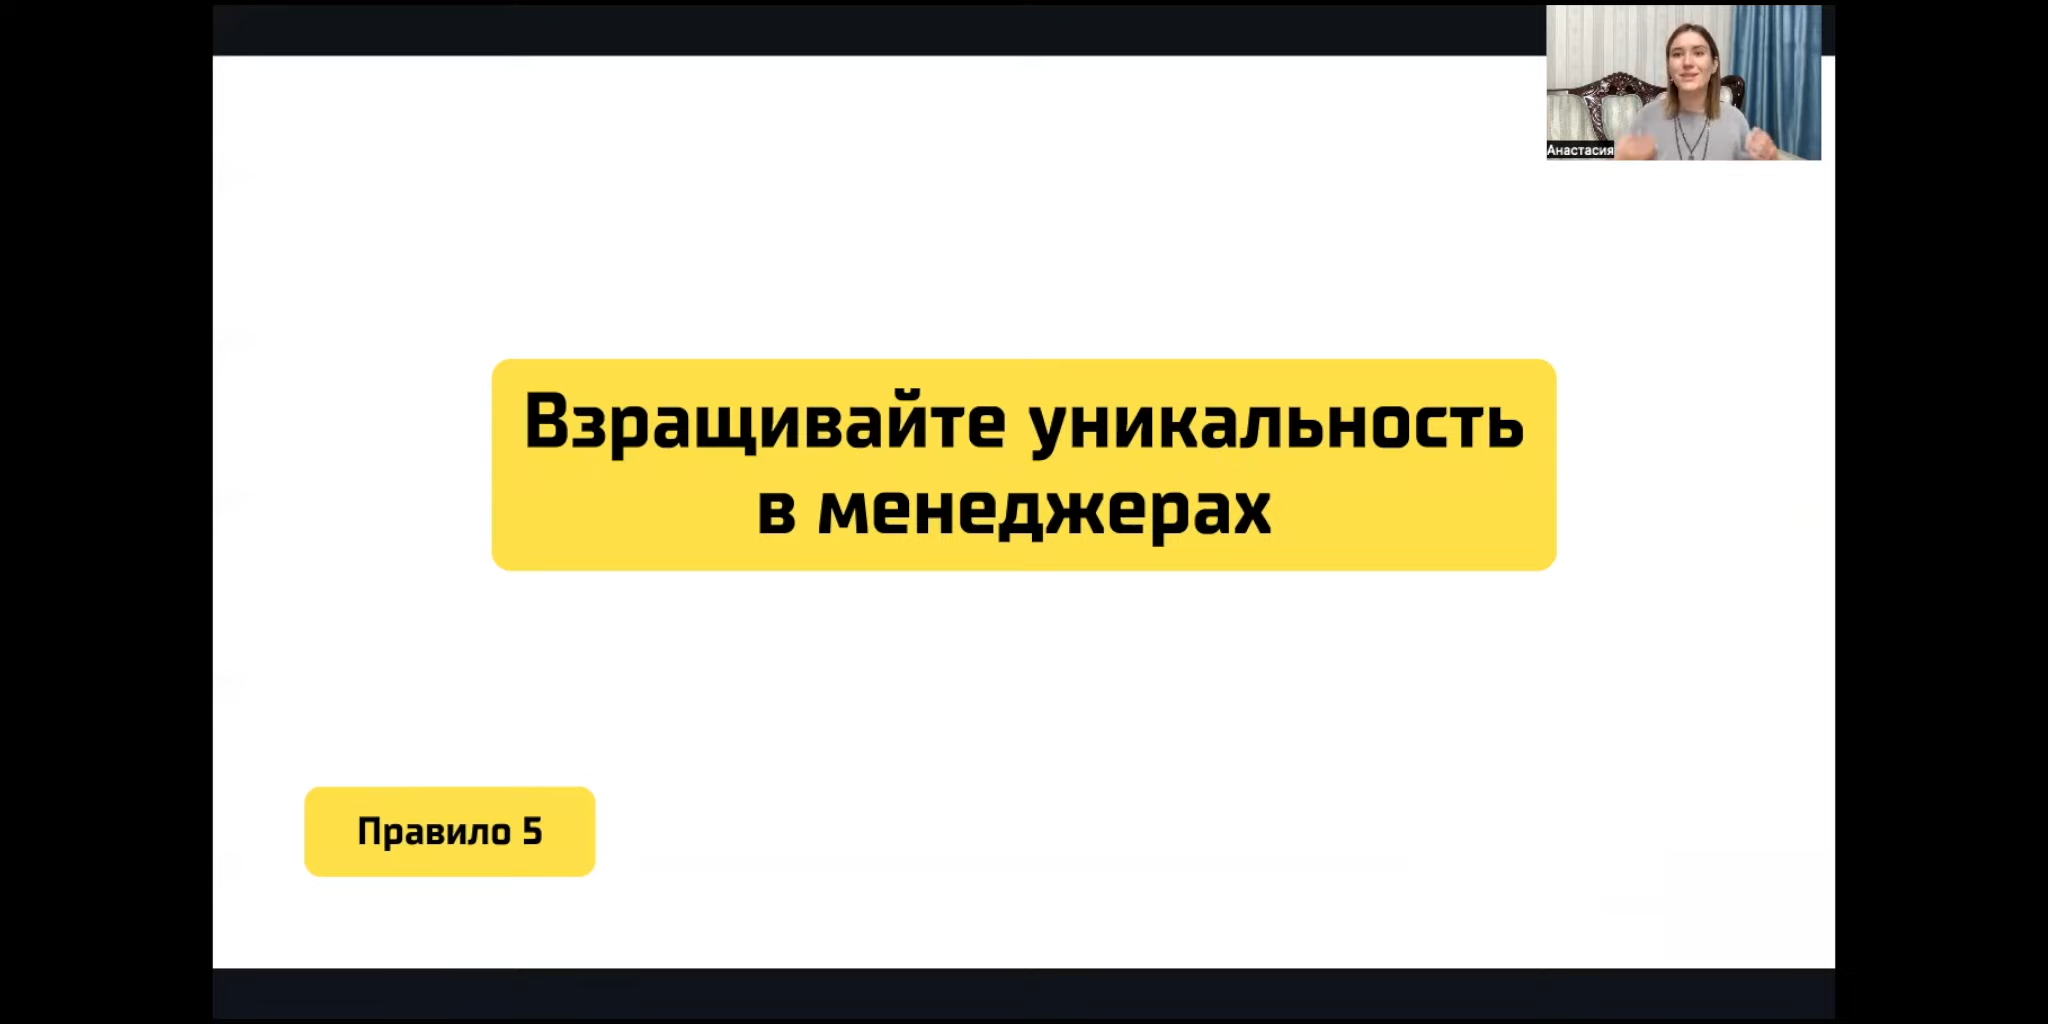 Анастасия
Взращивайте уникальность
в менеджерах
Правило 5